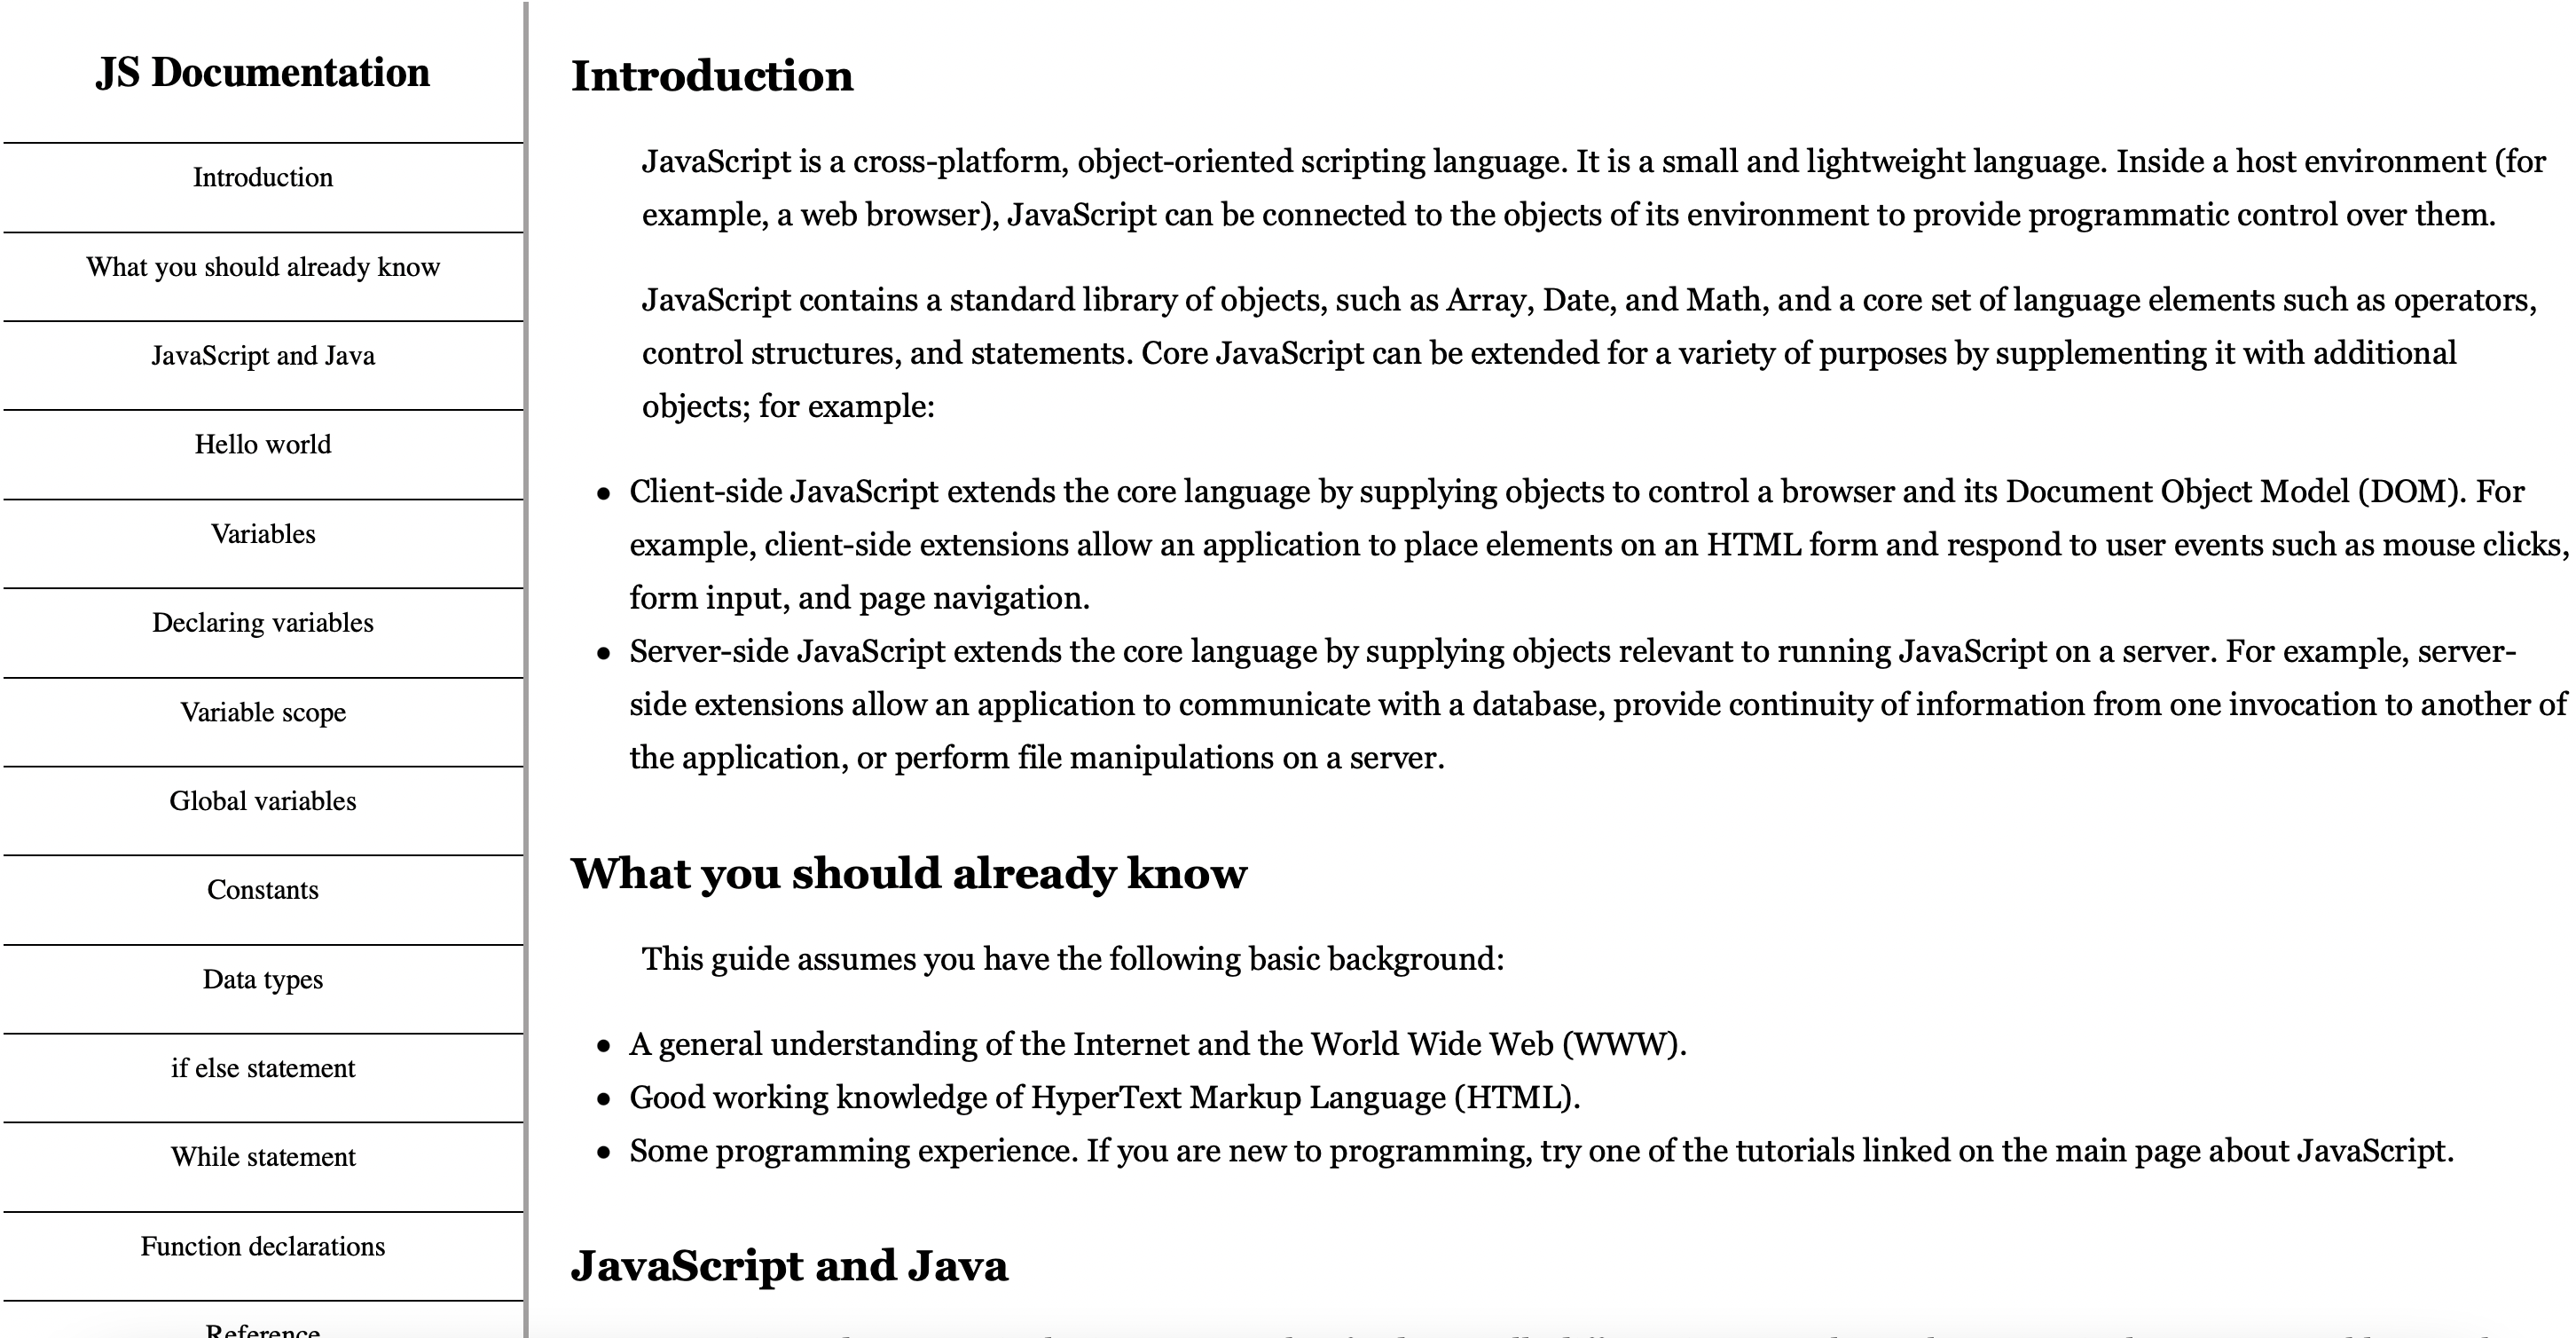 JS Documentation
Introduction
What you should already know
JavaScript and Java
Hello world
Variables
Declaring variables
Variable scope
Global variables
Constants
Data types
if else statement
While statement
Function declarations
Reference
Introduction
JavaScript is a cross-platform, object-oriented scripting language. It is a small and lightweight language. Inside a host environment (for
example, a web browser), JavaScript can be connected to the objects of its environment to provide programmatic control over them.
JavaScript contains a standard library of objects, such as Array, Date, and Math, and a core set of language elements such as operators,
control structures, and statements. Core JavaScript can be extended for a variety of purposes by supplementing it with additional
objects; for example:
• Client-side JavaScript extends the core language by supplying objects to control a browser and its Document Object Model (DOM). For
example, client-side extensions allow an application to place elements on an HTML form and respond to user events such as mouse clicks,
form input, and page navigation.
• Server-side JavaScript extends the core language by supplying objects relevant to running JavaScript on a server. For example, server-
side extensions allow an application to communicate with a database, provide continuity of information from one invocation to another of
the application, or perform file manipulations on a server.
What you should already know
This guide assumes you have the following basic background:
• A general understanding of the Internet and the World Wide Web (WWW).
• Good working knowledge of HyperText Markup Language (HTML).
• Some programming experience. If you are new to programming, try one of the tutorials linked on the main page about JavaScript.
JavaScript and Java